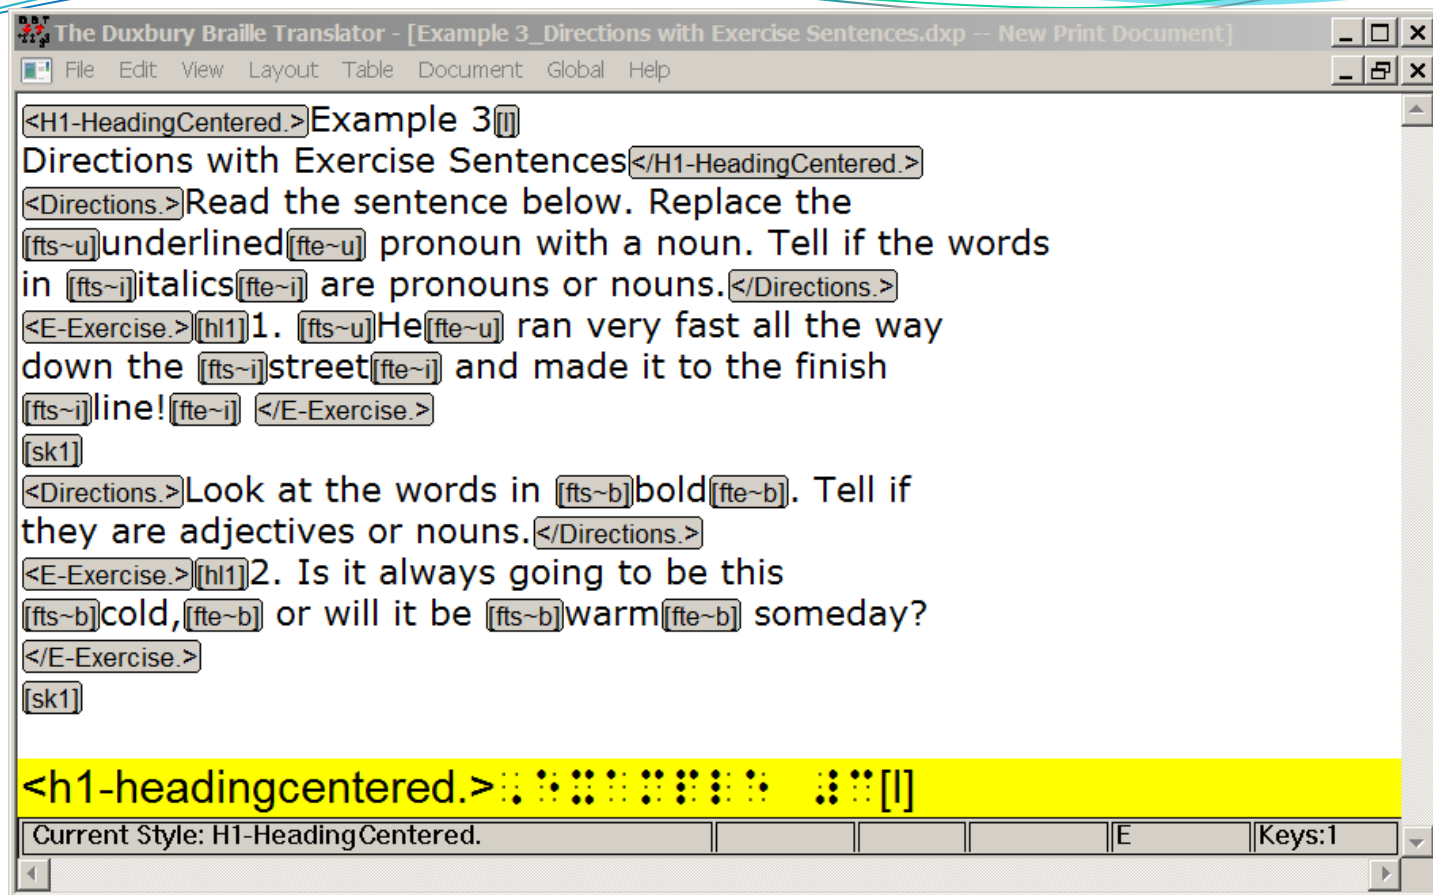 The Duxbury Braille Translator - [Example 3_Directions with Exercise Sentences.dxp -- New Print Document]
File Edit View Layout Table Document Global Help
<H1-HeadingCentered.>Example 3[l]
Directions with Exercise Sentences</H1-HeadingCentered.>
<Directions.>Read the sentence below. Replace the
[fts~u]underlined[fte~u] pronoun with a noun. Tell if the words
in [fts~i]italics[fte~i] are pronouns or nouns.</Directions.>
<E-Exercise.>[hl1]1. [fts~u]He[fte~u] ran very fast all the way
down the [fts~i]street[fte~i] and made it to the finish
[fts~i]line![fte~i] </E-Exercise.>
[sk1]
<Directions.>Look at the words in [fts~b]bold[fte~b]. Tell if
they are adjectives or nouns.</Directions.>
<E-Exercise.>[hl1]2. Is it always going to be this
[fts~b]cold,[fte~b] or will it be [fts~b]warm[fte~b] someday?
</E-Exercise.>
[sk1]
<h1-headingcentered.>⠠⠑⠭⠁⠍⠏⠇⠑ ⠼⠉[l]
Current Style: H1-HeadingCentered. E Keys:1